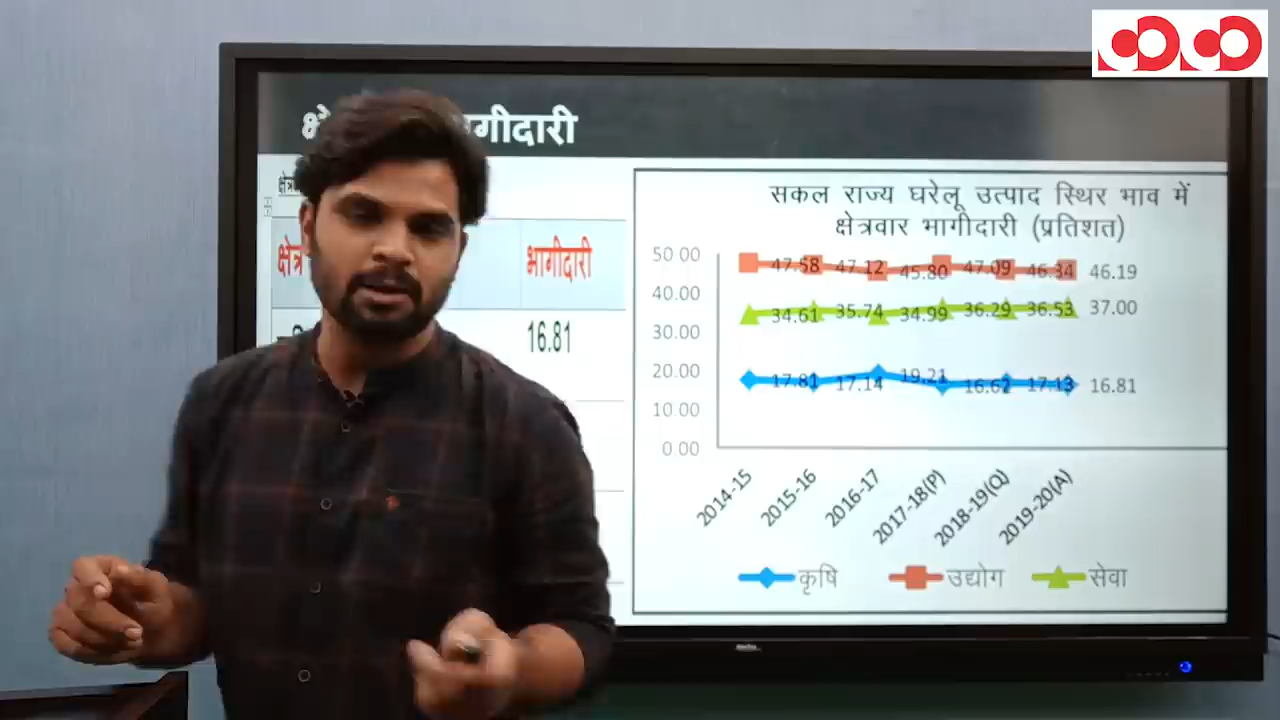 भागीदारी
16.81
सकल राज्य घरेलू उत्पाद स्थिर भाव में
क्षेत्रवार भागीदारी (प्रतिशत)
50 00
40.00
30.00
20.00
10 00
0 00
47.58 47.12 45.80 47.09 46.34 46.19
34.61 35.74 34.99 36.29 36.53 37.00
17.81 17.14 19.21 16.62 17.13 16.81
2014-15 2015-16 2016-17 2017-18(P) 2018-19(Q) 2019-20(A)
कृषि उद्योग सेवा